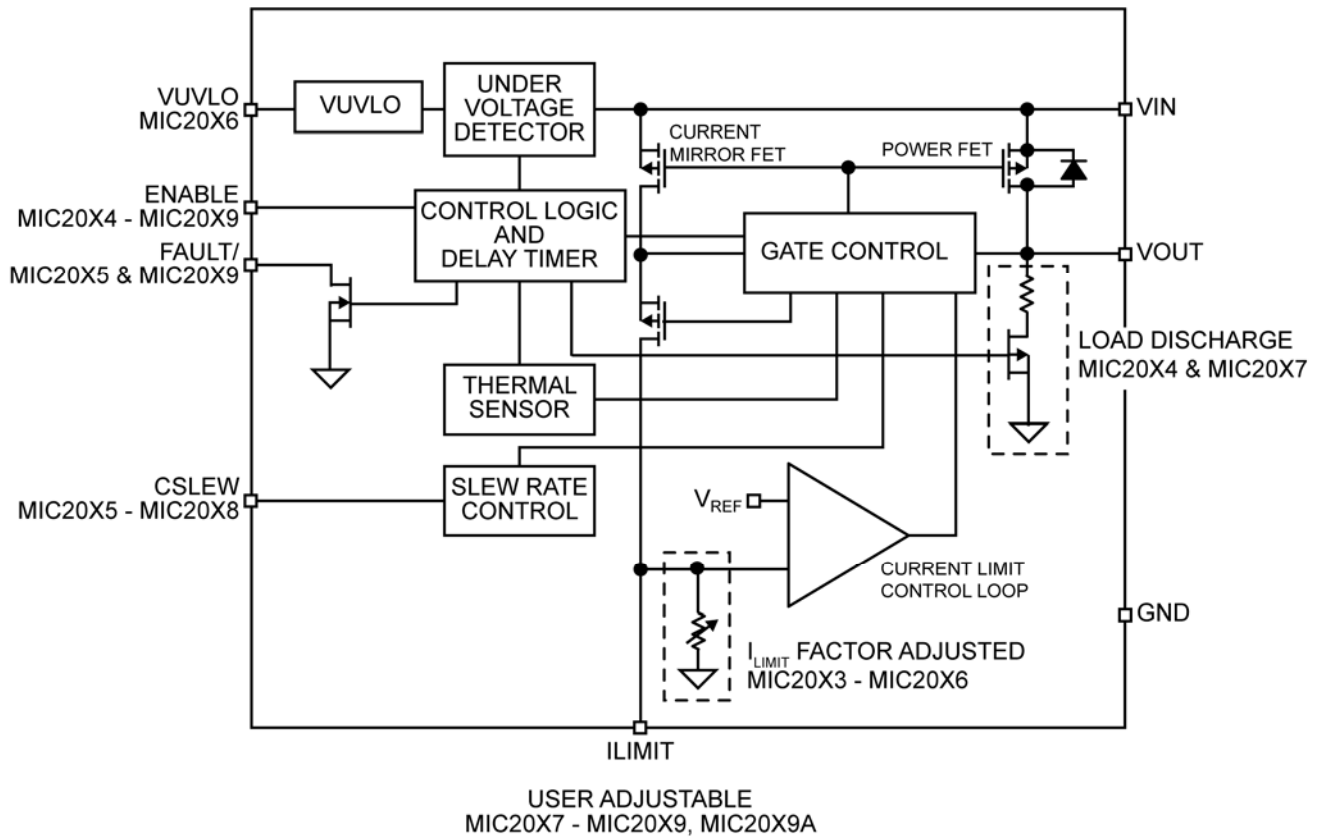 VUVLO
MIC20X6
VUVLO
UNDER
VOLTAGE
DETECTOR
VIN
CURRENT
MIRROR FET
POWER FET
ENABLE
MIC20X4 - MIC20X9
FAULT/
MIC20X5 & MIC20X9
CONTROL LOGIC
AND
DELAY TIMER
GATE CONTROL
VOUT
LOAD DISCHARGE
MIC20X4 & MIC20X7
THERMAL
SENSOR
CSLEW
MIC20X5 - MIC20X8
SLEW RATE
CONTROL
VREF
CURRENT LIMIT
CONTROL LOOP
GND
ILIMIT FACTOR ADJUSTED
MIC20X3 - MIC20X6
ILIMIT
USER ADJUSTABLE
MIC20X7 - MIC20X9, MIC20X9A